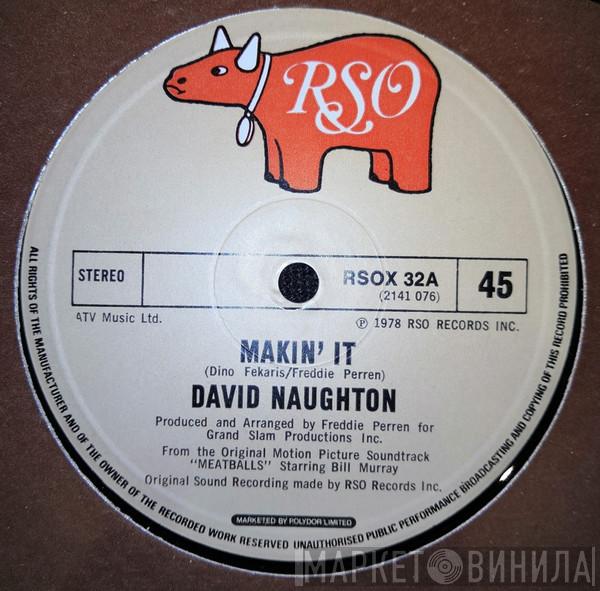 RSO
STEREO
RSOX 32A
(2141 076)
45
ATV Music Ltd.
℗ 1978 RSO RECORDS INC.
MAKIN' IT
(Dino Fekaris/Freddie Perren)
DAVID NAUGHTON
Produced and Arranged by Freddie Perren for
Grand Slam Productions Inc.
From the Original Motion Picture Soundtrack
"MEATBALLS" Starring Bill Murray
Original Sound Recording made by RSO Records Inc.
MARKETED BY POLYDOR LIMITED
ALL RIGHTS OF THE MANUFACTURER AND OF THE OWNER OF THE RECORDED WORK RESERVED UNAUTHORISED PUBLIC PERFORMANCE BROADCASTING AND COPYING OF THIS RECORD PROHIBITED
МАРКЕТ ВИНИЛА